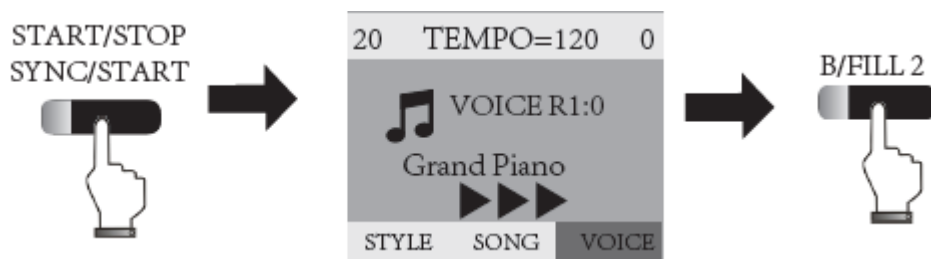 START/STOP
SYNC/START
20 TEMPO=120 0
VOICE R1:0
Grand Piano
STYLE SONG VOICE
B/FILL 2